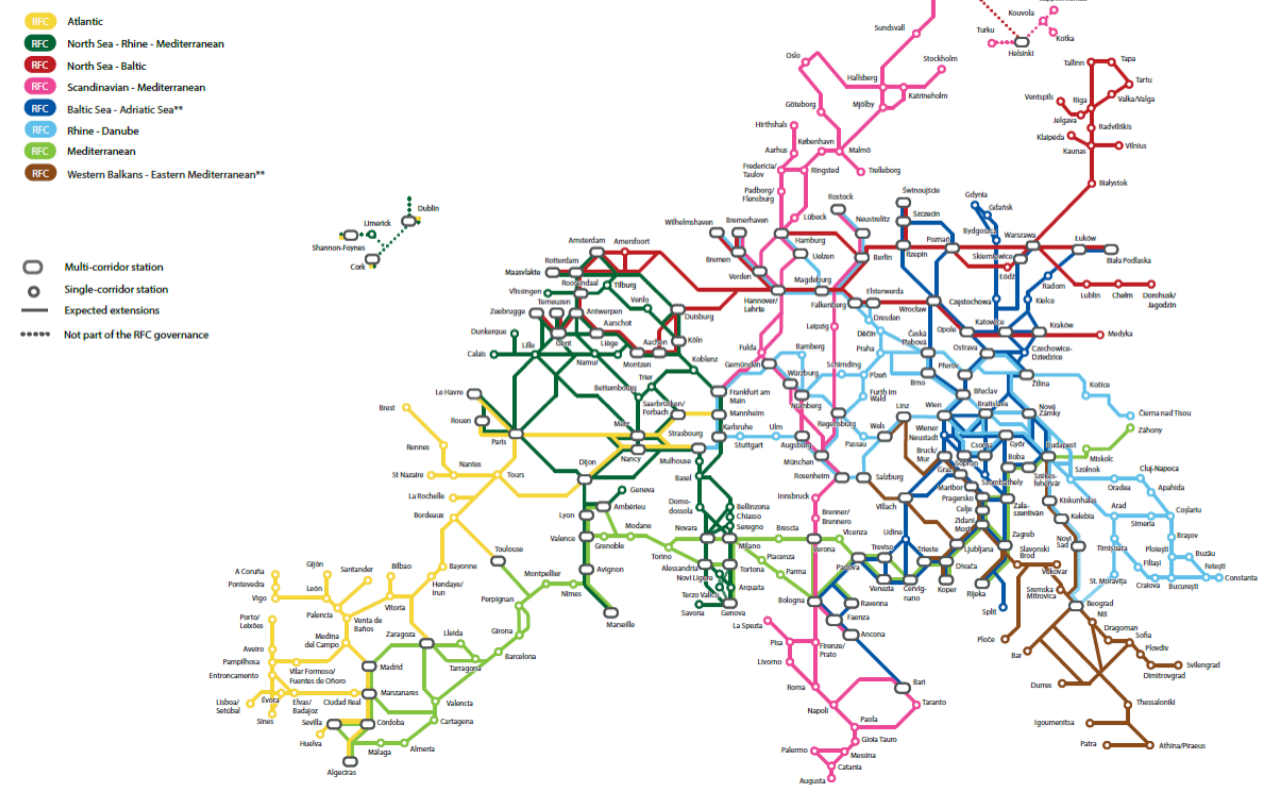 RFC Atlantic
RFC North Sea - Rhine - Mediterranean
RFC North Sea - Baltic
RFC Scandinavian - Mediterranean
RFC Baltic Sea - Adriatic Sea**
RFC Rhine - Danube
RFC Mediterranean
RFC Western Balkans - Eastern Mediterranean**
Multi-corridor station
Single-corridor station
Expected extensions
Not part of the RFC governance
Dublin
Limerick
Shannon-Foynes
Cork
Kouvola
Turku
Kotka
Helsinki
Sundsvall
Oslo
Stockholm
Hallsberg
Katrineholm
Göteborg
Mjölby
Hirthshals
København
Malmö
Aarhus
Fredericia/
Taulov
Ringsted
Trelleborg
Padborg/
Flensburg
Lübeck
Tallinn
Tapa
Tartu
Ventspils
Riga
Valka/Valga
Jelgava
Radviliškis
Klaipėda
Kaunas
Vilnius
Białystok
Rostock
Świnoujście
Gdynia
Gdańsk
Wilhelmshaven
Bremerhaven
Neustrelitz
Szczecin
Bydgoszcz
Amsterdam
Amersfoort
Hamburg
Poznań
Warszawa
Łuków
Rotterdam
Bremen
Uelzen
Berlin
Rzepin
Skierniewice
Biała Podlaska
Maasvlakte
Roosendaal
Tilburg
Verden
Magdeburg
Łódź
Radom
Vlissingen
Terneuzen
Venlo
Hannover/
Lehrte
Falkenberg
Elsterwerda
Wrocław
Częstochowa
Kielce
Lublin
Chełm
Dorohusk/
Jagodzin
Zeebrugge
Antwerpen
Duisburg
Dresden
Dunkerque
Aarschot
Leipzig
Opole
Katowice
Kraków
Medyka
Lille
Gent
Liège
Aachen
Köln
Děčín
Česká
Třebová
Calais
Namur
Montzen
Koblenz
Fulda
Bamberg
Praha
Ostrava
Czechowice-
Dziedzice
Trier
Gemünden
Würzburg
Schirnding
Plzeň
Přerov
Bettembourg
Brno
Žilina
Košice
Le Havre
Saarbrücken/
Forbach
Frankfurt am
Main
Nürnberg
Furth im
Wald
Břeclav
Čierna nad Tisou
Brest
Rouen
Mannheim
Linz
Wien
Bratislava
Nové
Zámky
Metz
Strasbourg
Karlsruhe
Ulm
Regensburg
Wels
Wiener
Neustadt
Záhony
Rennes
Paris
Nancy
Stuttgart
Augsburg
Passau
Csorna
Győr
Budapest
Miskolc
Nantes
Dijon
Mulhouse
München
Bruck/
Mur
Sopron
Boba
St Nazaire
Tours
Basel
Rosenheim
Salzburg
Graz
Szombathely
Székes-
fehérvár
Szolnok
Cluj-Napoca
La Rochelle
Geneva
Domo-
dossola
Innsbruck
Villach
Maribor
Pragersko
Kiskunhalas
Oradea
Apahida
Bordeaux
Lyon
Ambérieu
Bellinzona
Chiasso
Seregno
Brenner/
Brennero
Celje
Zidani
Most
Zala-
szentiván
Kelebia
Arad
Simeria
Coşlariu
Modane
Novara
Brescia
Vicenza
Udine
Valence
Grenoble
Milano
Verona
Treviso
Trieste
Ljubljana
Zagreb
Novi
Sad
Braşov
Toulouse
Torino
Piacenza
Padova
Divača
Slavonski
Brod
Timişoara
Ploieşti
Buzău
Bayonne
Avignon
Alessandria
Tortona
Parma
Vukovar
Filiaşi
Feteşti
Montpellier
Novi Ligure
Arquata
Venezia
Cervig-
nano
Koper
Rijeka
Sremska
Mitrovica
St. Moraviţa
Craiova
Bucureşti
Constanta
A Coruña
Gijón
Santander
Bilbao
Hendaye/
Irun
Nîmes
Terzo Valico
Bologna
Ravenna
Split
Beograd
Pontevedra
León
Vigo
Perpignan
Savona
Genova
Faenza
Niš
Palencia
Vitoria
Marseille
La Spezia
Ancona
Ploče
Dragoman
Porto/
Leixões
Venta de
Baños
Zaragoza
Girona
Pisa
Firenze/
Prato
Bar
Sofia
Plovdiv
Aveiro
Medina
del Campo
Lleida
Barcelona
Livorno
Svilengrad
Pampilhosa
Vilar Formoso/
Fuentes de Oñoro
Madrid
Tarragona
Dimitrovgrad
Entroncamento
Roma
Bari
Durres
Lisboa/
Setúbal
Évora
Elvas/
Badajoz
Ciudad Real
Manzanares
Valencia
Napoli
Taranto
Thessaloniki
Sines
Sevilla
Córdoba
Cartagena
Paola
Igoumenitsa
Huelva
Málaga
Almería
Gioia Tauro
Palermo
Messina
Patra
Athina/Piraeus
Algeciras
Catania
Augusta